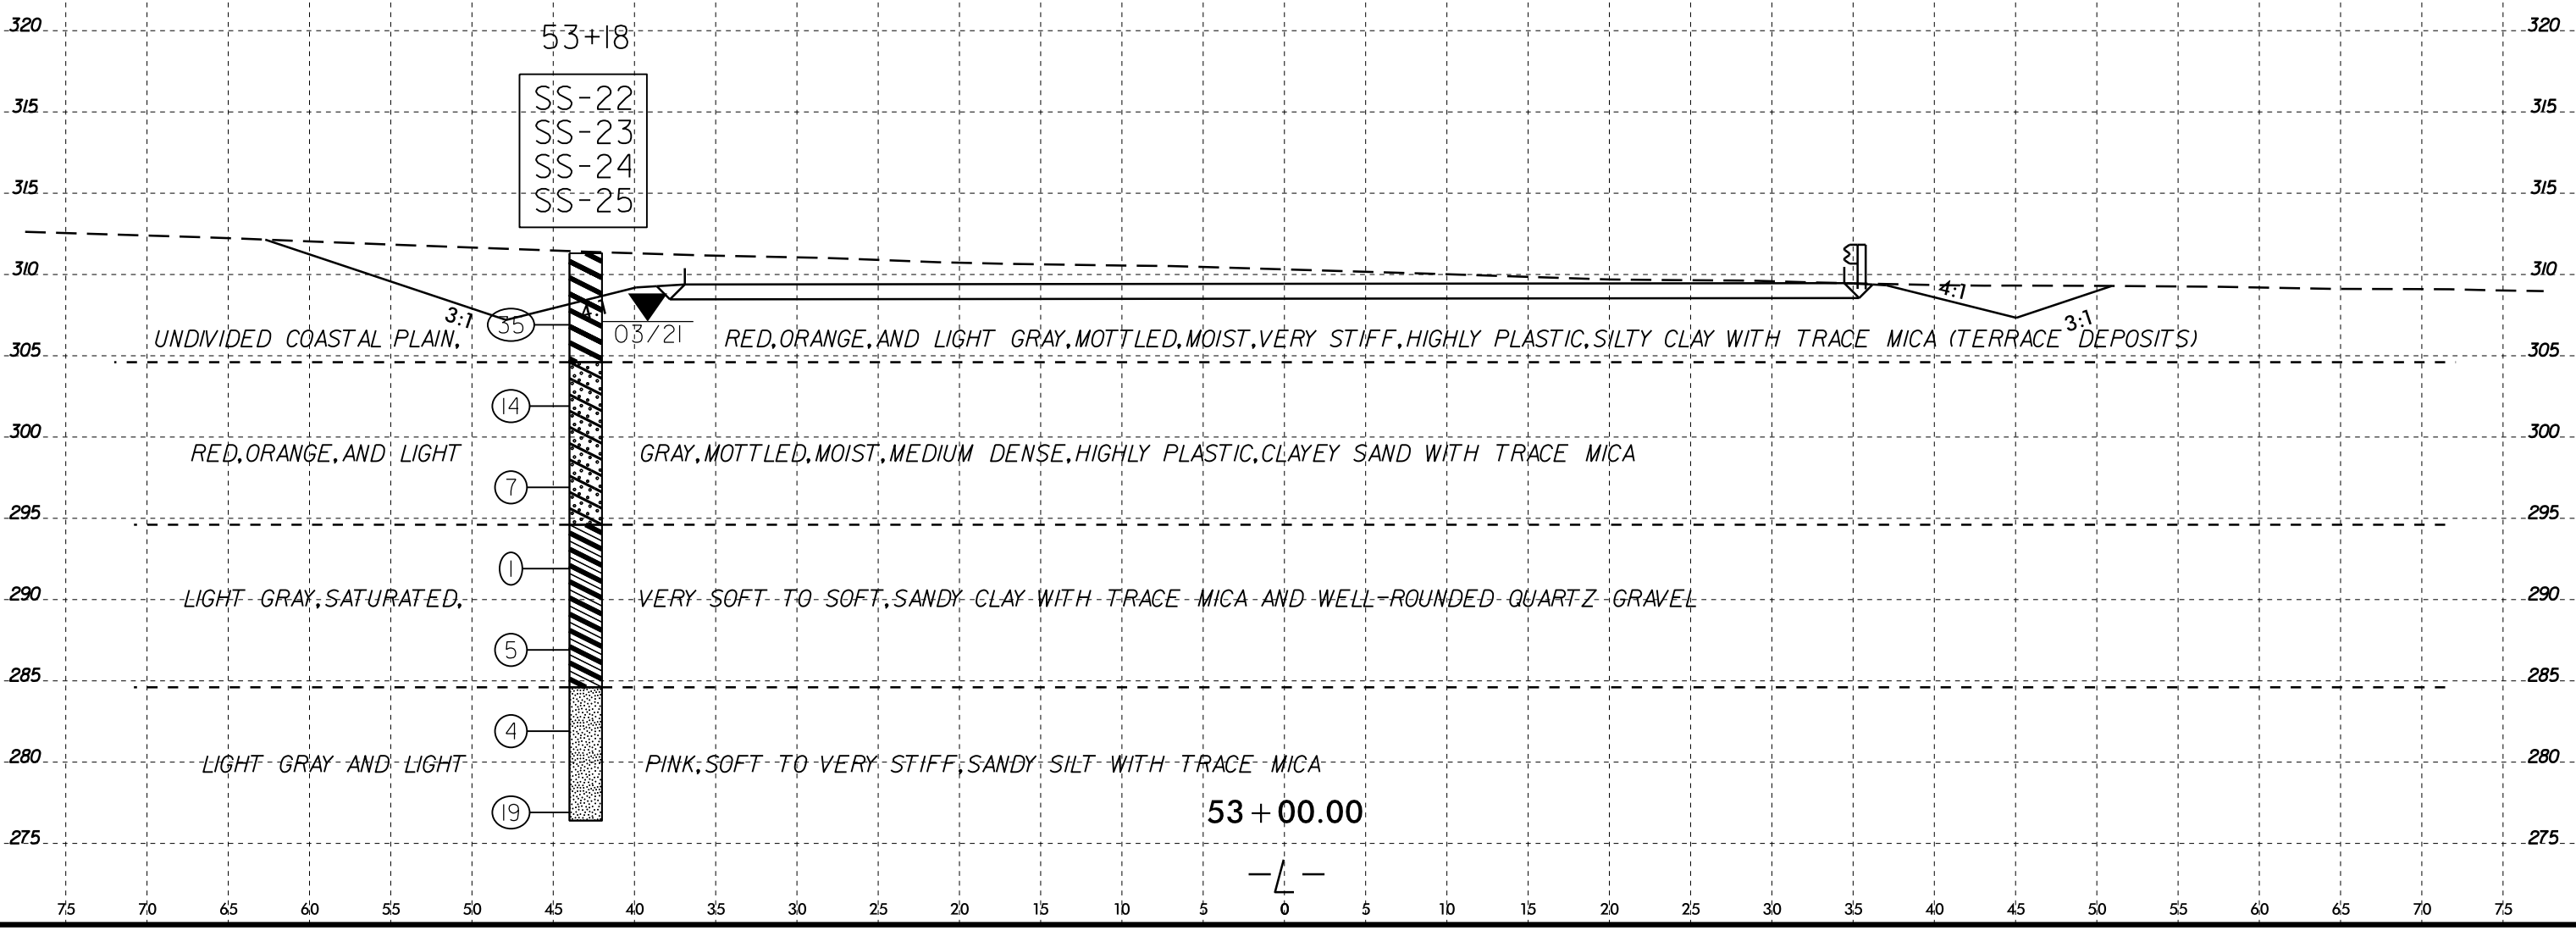 320 320
53+18
SS-22
315 315
SS-23
SS-24
315 315
SS-25
310 310
4:1
3:1 35 4:1 3:1
03/21
UNDIVIDED COASTAL PLAIN, RED, ORANGE, AND LIGHT GRAY, MOTTLED, MOIST, VERY STIFF, HIGHLY PLASTIC, SILTY CLAY WITH TRACE MICA (TERRACE DEPOSITS)
305 305
14
300 300
RED, ORANGE, AND LIGHT GRAY, MOTTLED, MOIST, MEDIUM DENSE, HIGHLY PLASTIC, CLAYEY SAND WITH TRACE MICA
7
295 295
1
290 290
LIGHT GRAY, SATURATED, VERY SOFT TO SOFT, SANDY CLAY WITH TRACE MICA AND WELL-ROUNDED QUARTZ GRAVEL
5
285 285
4
280 280
LIGHT GRAY AND LIGHT PINK, SOFT TO VERY STIFF, SANDY SILT WITH TRACE MICA
19 53+00.00
275 275
-L-
75 70 65 60 55 50 45 40 35 30 25 20 15 10 5 0 5 10 15 20 25 30 35 40 45 50 55 60 65 70 75